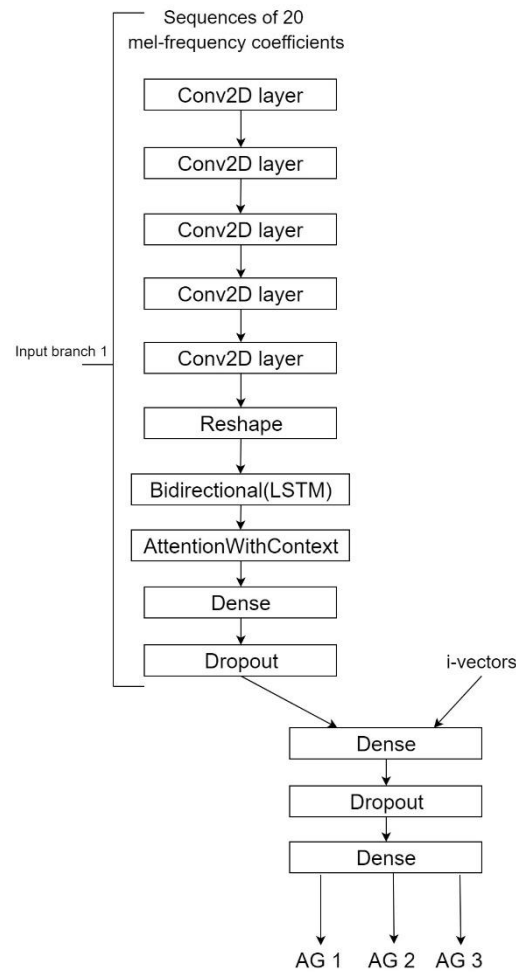 Sequences of 20
mel-frequency coefficients
Conv2D layer
Conv2D layer
Conv2D layer
Conv2D layer
Conv2D layer
Input branch 1
Reshape
Bidirectional(LSTM)
AttentionWithContext
Dense
Dropout
i-vectors
Dense
Dropout
Dense
AG 1 AG 2 AG 3